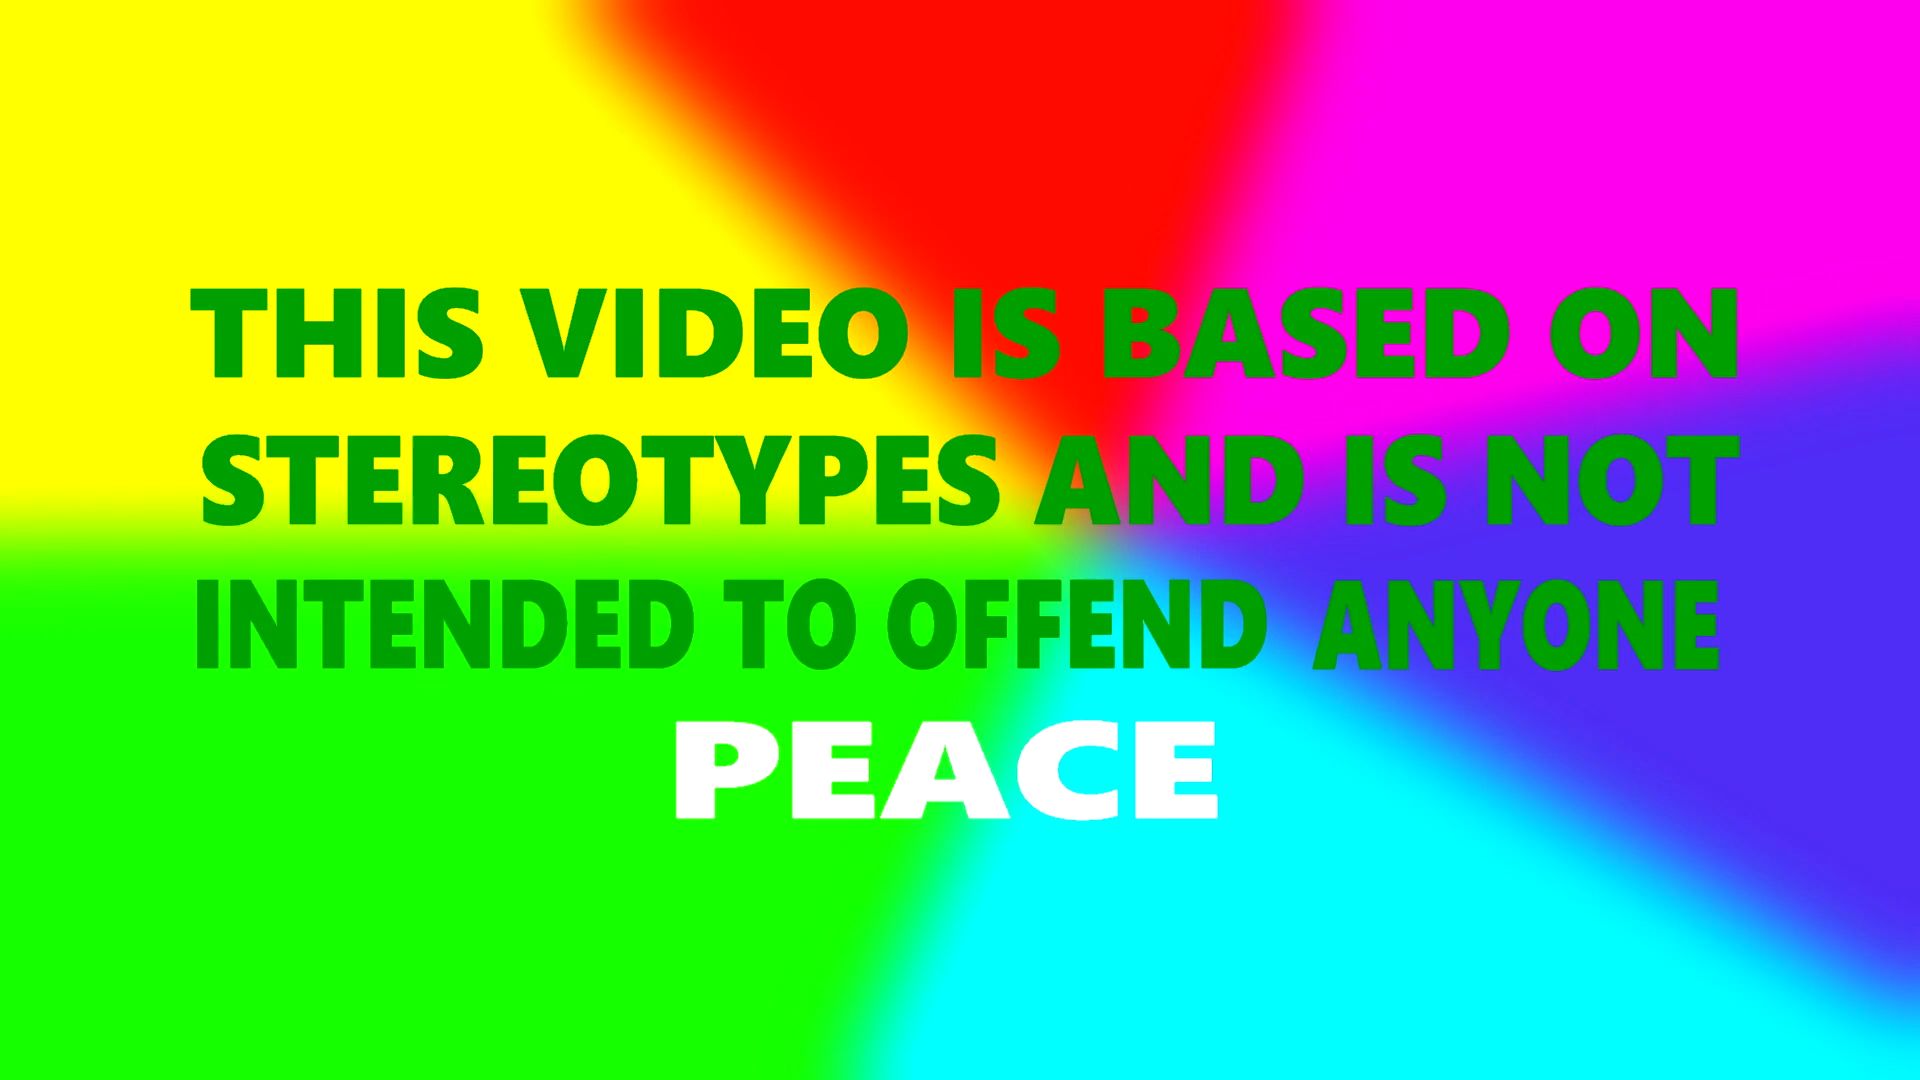 THIS VIDEO IS BASED ON
STEREOTYPES AND IS NOT
INTENDED TO OFFEND ANYONE
PEACE